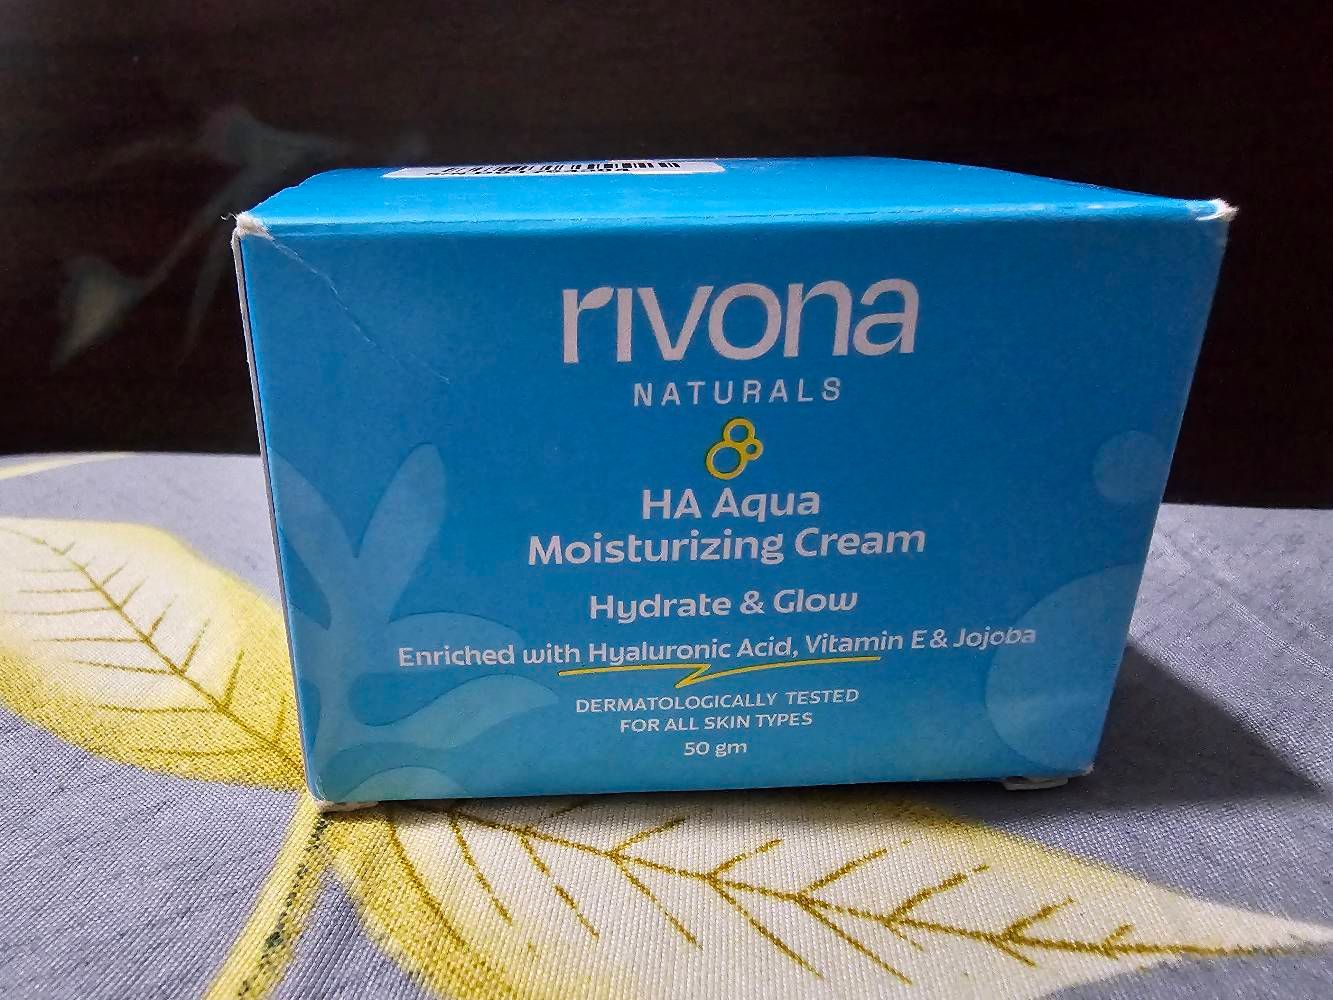 rivona
NATURALS
HA Aqua
Moisturizing Cream
Hydrate & Glow
Enriched with Hyaluronic Acid, Vitamin E & Jojoba
DERMATOLOGICALLY TESTED
FOR ALL SKIN TYPES
50 gm